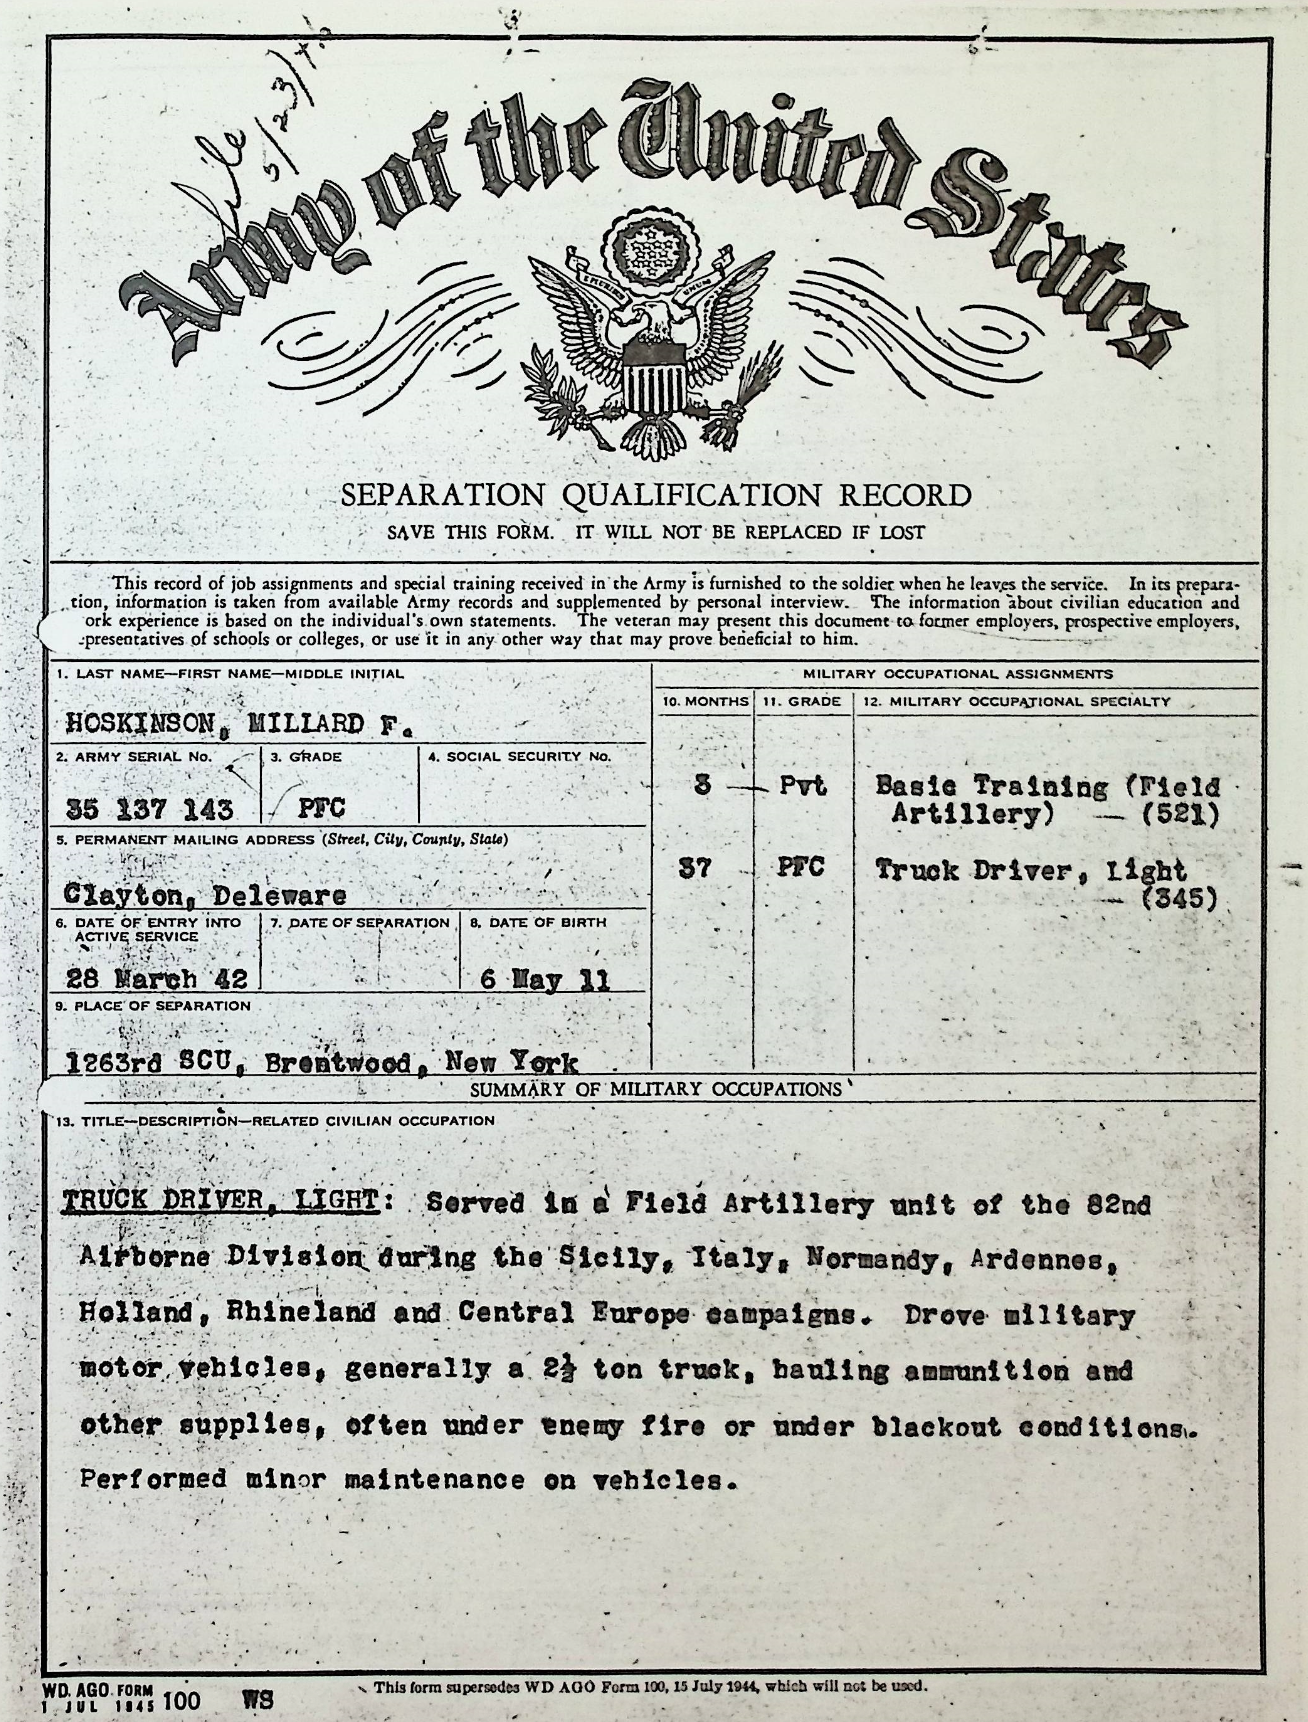 File
5/23/46
Army of the United States
E PLURIBUS UNUM
SEPARATION QUALIFICATION RECORD
SAVE THIS FORM. IT WILL NOT BE REPLACED IF LOST
This record of job assignments and special training received in the Army is furnished to the soldier when he leaves the service. In its prepara-
tion, information is taken from available Army records and supplemented by personal interview. The information about civilian education and
ork experience is based on the individual's own statements. The veteran may present this document to former employers, prospective employers,
presentatives of schools or colleges, or use it in any other way that may prove beneficial to him.
1. LAST NAME—FIRST NAME—MIDDLE INITIAL
HOSKINSON, MILLARD F.
2. ARMY SERIAL No. 3. GRADE 4. SOCIAL SECURITY No.
35 137 143 PFC
5. PERMANENT MAILING ADDRESS (Street, City, County, State)
Clayton, Deleware
6. DATE OF ENTRY INTO ACTIVE SERVICE 7. DATE OF SEPARATION 8. DATE OF BIRTH
28 March 42 6 May 11
9. PLACE OF SEPARATION
1263rd SCU, Brentwood, New York
MILITARY OCCUPATIONAL ASSIGNMENTS
10. MONTHS 11. GRADE 12. MILITARY OCCUPATIONAL SPECIALTY
3 — Pvt Basic Training (Field
Artillery) — (521)
37 PFC Truck Driver, Light
— (345)
SUMMARY OF MILITARY OCCUPATIONS
13. TITLE—DESCRIPTION—RELATED CIVILIAN OCCUPATION
TRUCK DRIVER, LIGHT: Served in a Field Artillery unit of the 82nd
Airborne Division during the Sicily, Italy, Normandy, Ardennes,
Holland, Rhineland and Central Europe campaigns. Drove military
motor vehicles, generally a 2½ ton truck, hauling ammunition and
other supplies, often under enemy fire or under blackout conditions.
Performed minor maintenance on vehicles.
WD. AGO. FORM 100 WS
1 JUL 1945
This form supersedes WD AGO Form 100, 15 July 1944, which will not be used.